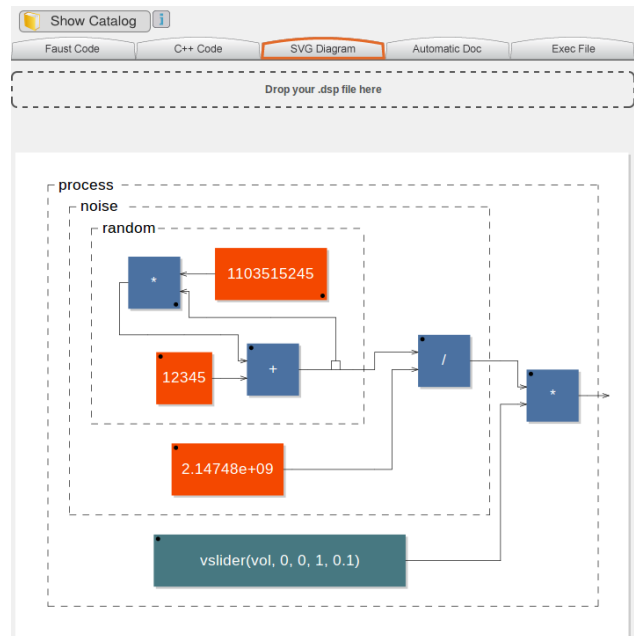 Show Catalog i
Faust Code C++ Code SVG Diagram Automatic Doc Exec File
Drop your .dsp file here
process
noise
random
1103515245
*
12345
+
/
*
2.14748e+09
vslider(vol, 0, 0, 1, 0.1)